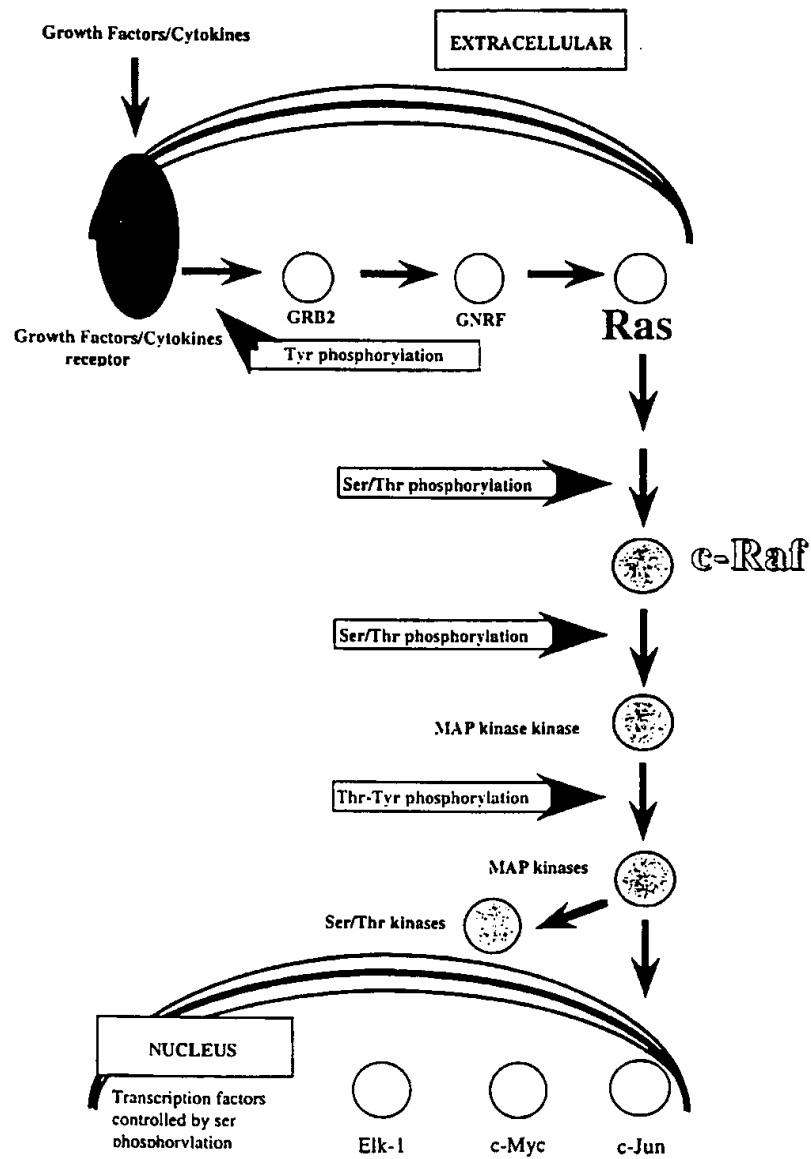 Growth Factors/Cytokines
EXTRACELLULAR
GRB2
GNRF
Ras
Growth Factors/Cytokines
receptor
Tyr phosphorylation
Ser/Thr phosphorylation
c-Raf
Ser/Thr phosphorylation
MAP kinase kinase
Thr-Tyr phosphorylation
MAP kinases
Ser/Thr kinases
NUCLEUS
Transcription factors
controlled by ser
phosphorylation
Elk-1
c-Myc
c-Jun